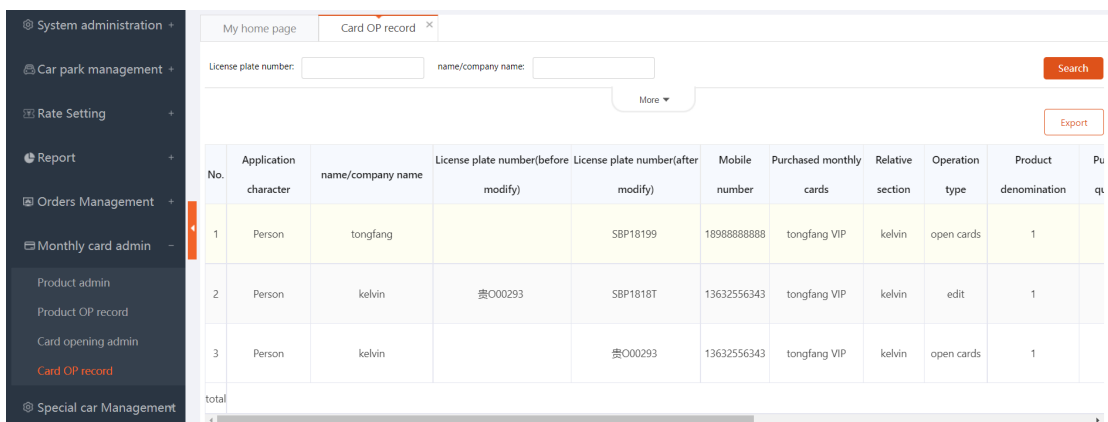 System administration +
My home page
Card OP record ×
Car park management +
License plate number:
name/company name:
Search
More ▼
Rate Setting +
Export
Report +
No.
Application character
name/company name
License plate number(before modify)
License plate number(after modify)
Mobile number
Purchased monthly cards
Relative section
Operation type
Product denomination
Pu
qu
Orders Management +
1 Person tongfang SBP18199 18988888888 tongfang VIP kelvin open cards 1
Monthly card admin −
Product admin
2 Person kelvin 贵O00293 SBP1818T 13632556343 tongfang VIP kelvin edit 1
Product OP record
Card opening admin
3 Person kelvin 贵O00293 13632556343 tongfang VIP kelvin open cards 1
Card OP record
total
Special car Management